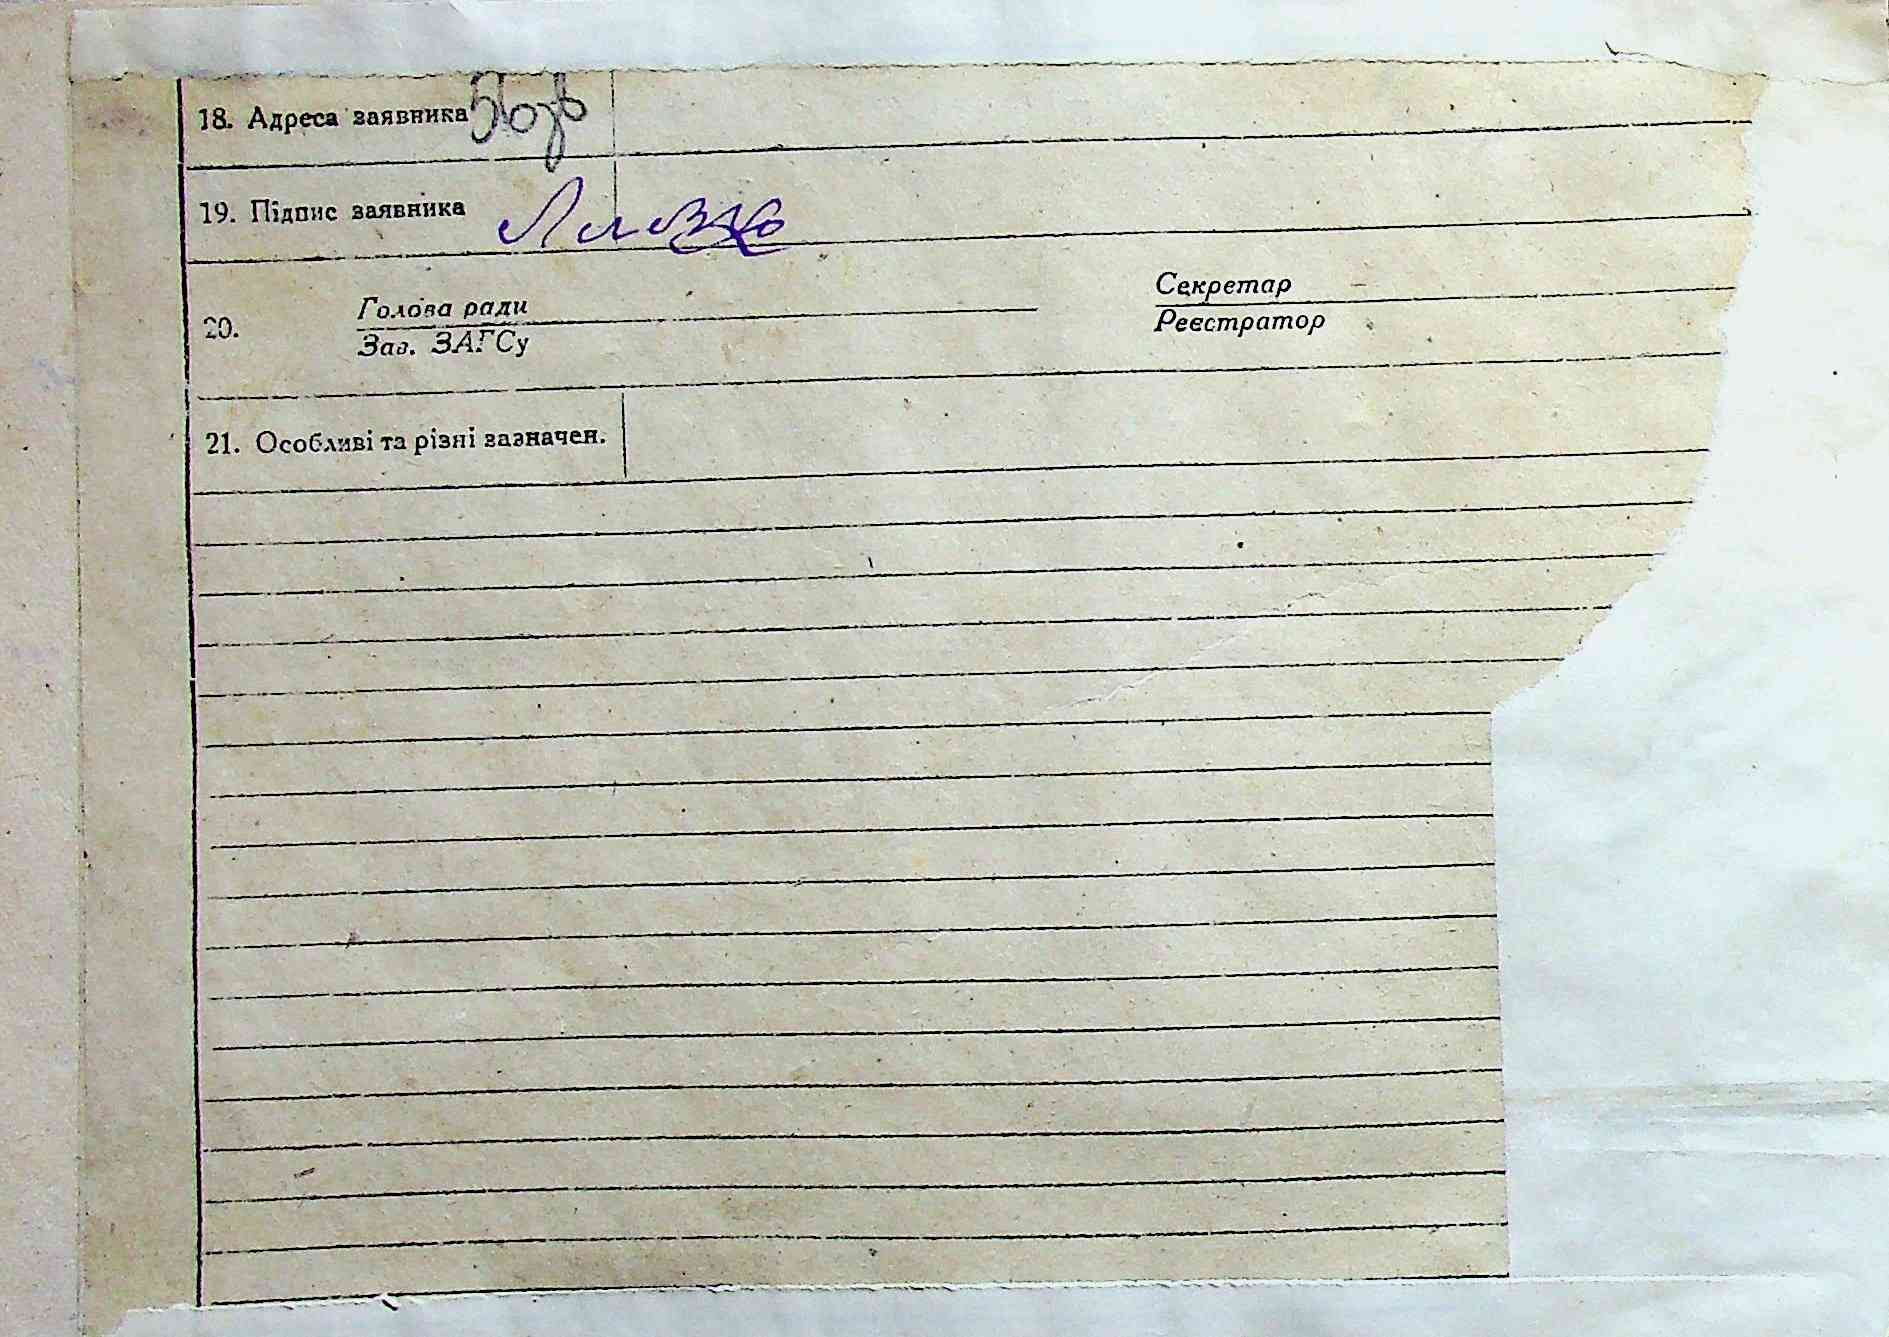 18. Адреса заявника
19. Підпис заявника
20. Голова ради Секретар
Зав. ЗАГСу Реєстратор
21. Особливі та різні зазначен.